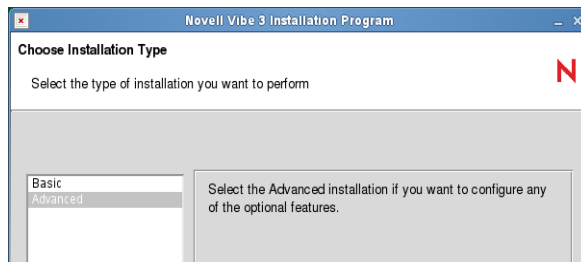 Novell Vibe 3 Installation Program
Choose Installation Type
Select the type of installation you want to perform
N
Basic
Advanced
Select the Advanced installation if you want to configure any
of the optional features.